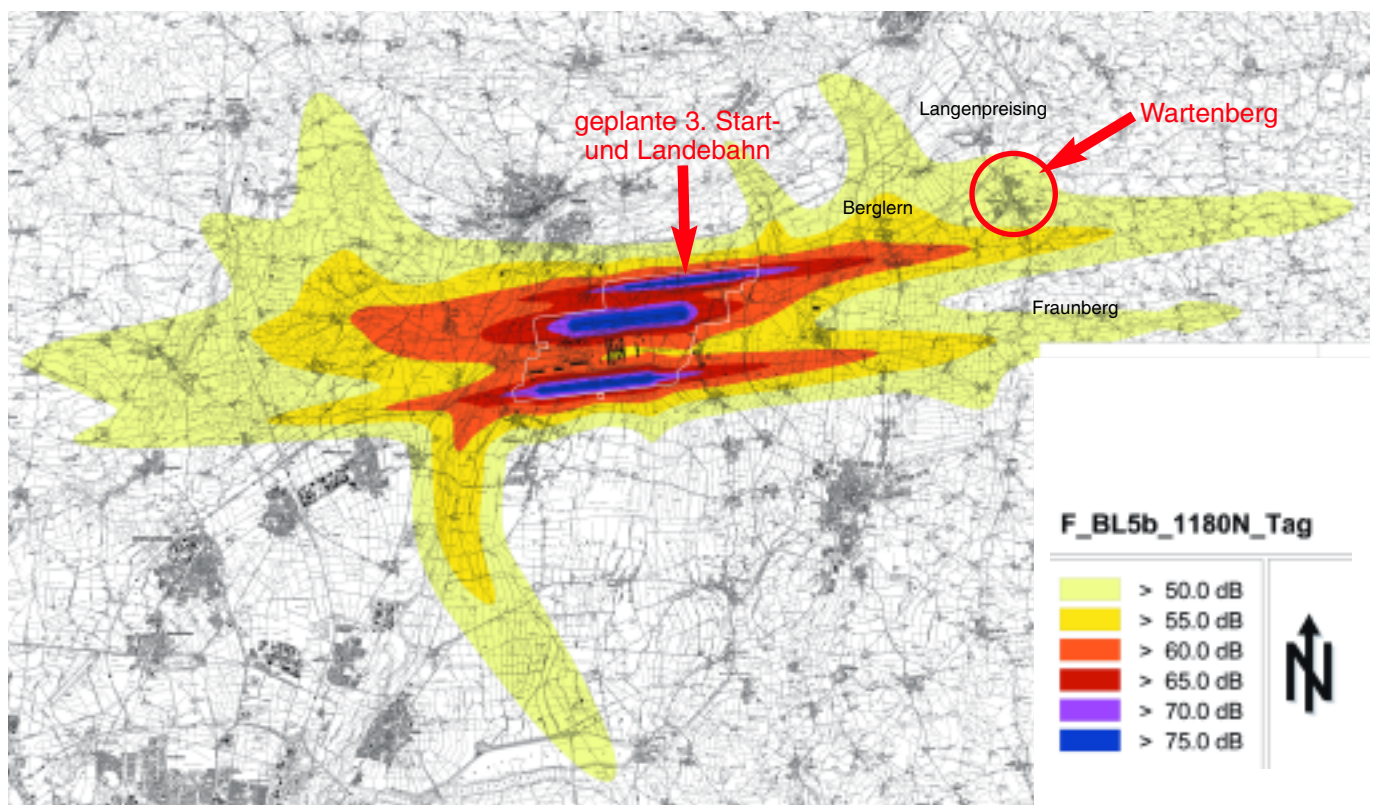 Langenpreising
geplante 3. Start-
und Landebahn
Wartenberg
Berglern
Fraunberg
F_BL5b_1180N_Tag
> 50.0 dB
> 55.0 dB
> 60.0 dB
> 65.0 dB
> 70.0 dB
> 75.0 dB
N